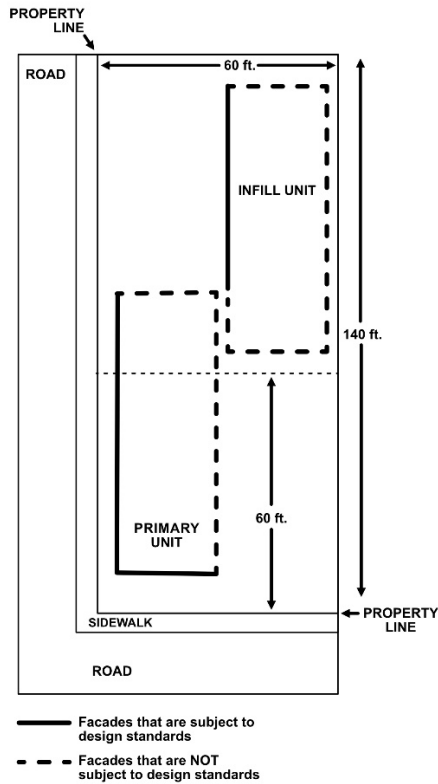 PROPERTY
LINE
ROAD
60 ft.
INFILL UNIT
140 ft.
60 ft.
PRIMARY
UNIT
PROPERTY
LINE
SIDEWALK
ROAD
Facades that are subject to
design standards
Facades that are NOT
subject to design standards